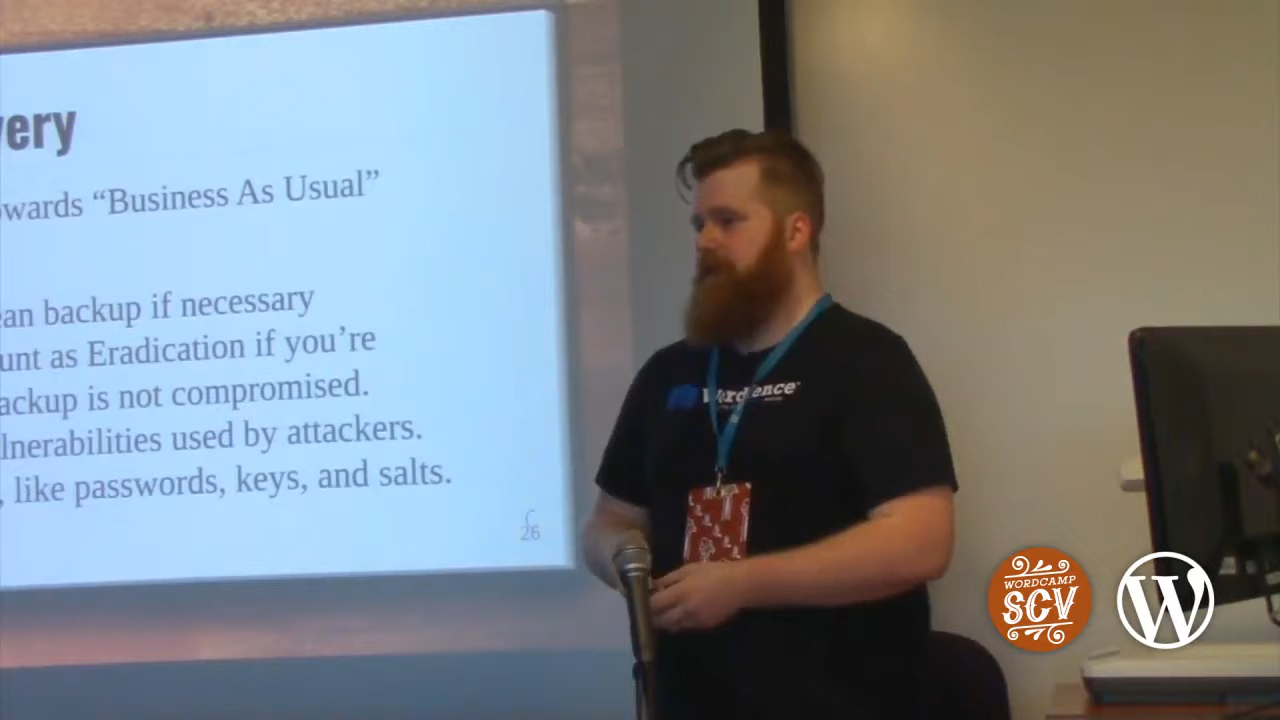 very
owards “Business As Usual”
ean backup if necessary
unt as Eradication if you’re
ackup is not compromised.
lnerabilities used by attackers.
, like passwords, keys, and salts.
26
Wordfence
WORDCAMP
SCV
W